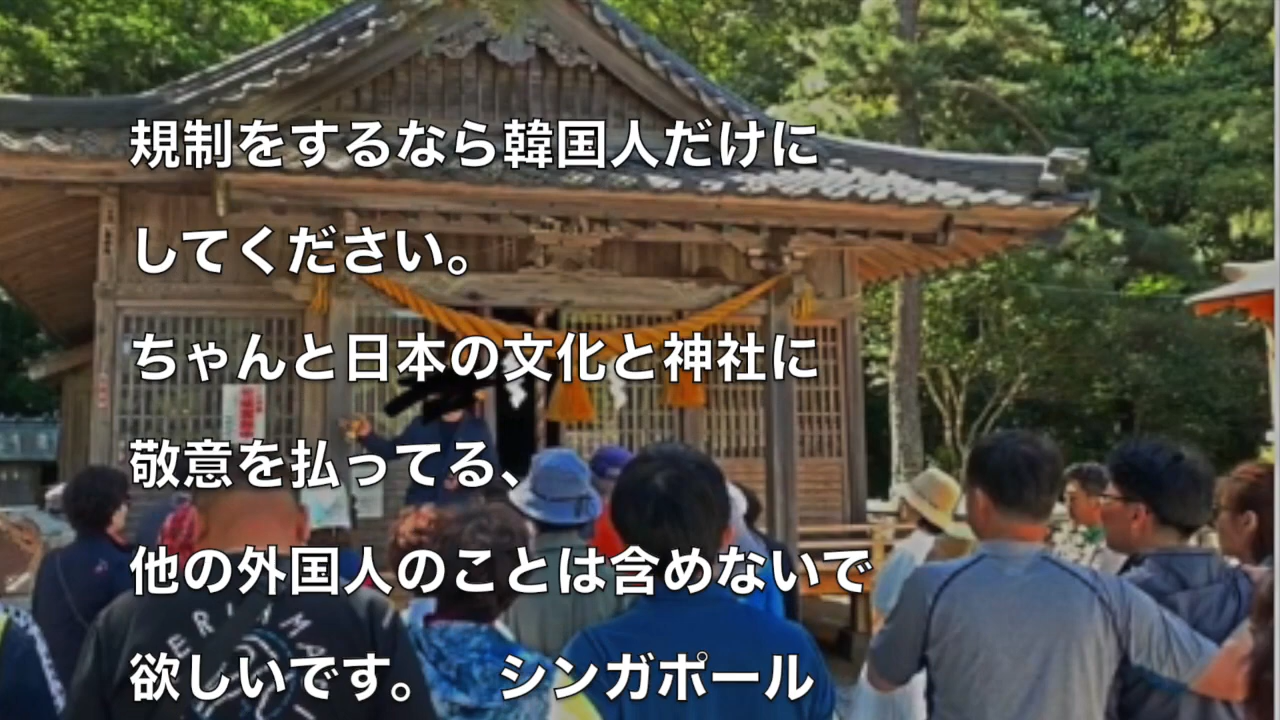 規制をするなら韓国人だけに
してください。
ちゃんと日本の文化と神社に
敬意を払ってる、
他の外国人のことは含めないで
欲しいです。　シンガポール